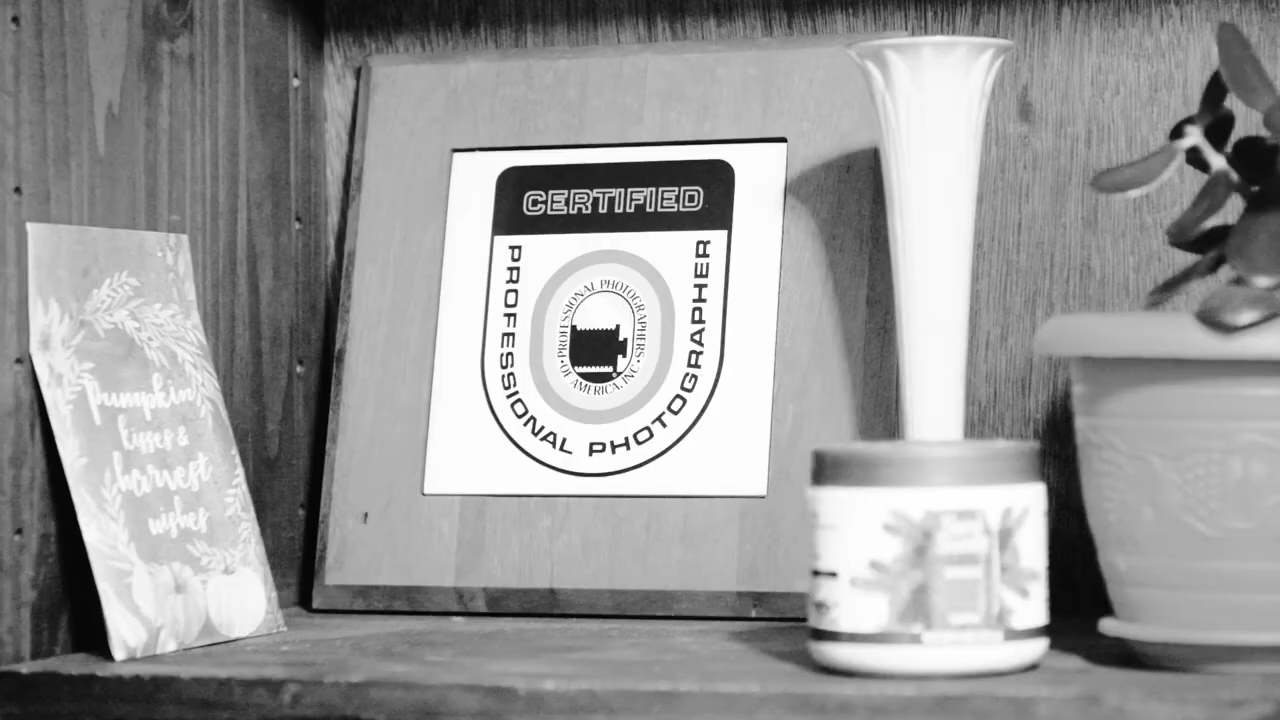 Pumpkin
kisses &
harvest
wishes
CERTIFIED
PROFESSIONAL PHOTOGRAPHER
PROFESSIONAL PHOTOGRAPHERS
• OF AMERICA, INC •